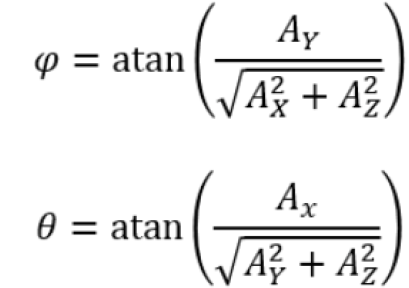 φ = atan(A_Y / √(A_X^2 + A_Z^2))
θ = atan(A_x / √(A_Y^2 + A_Z^2))